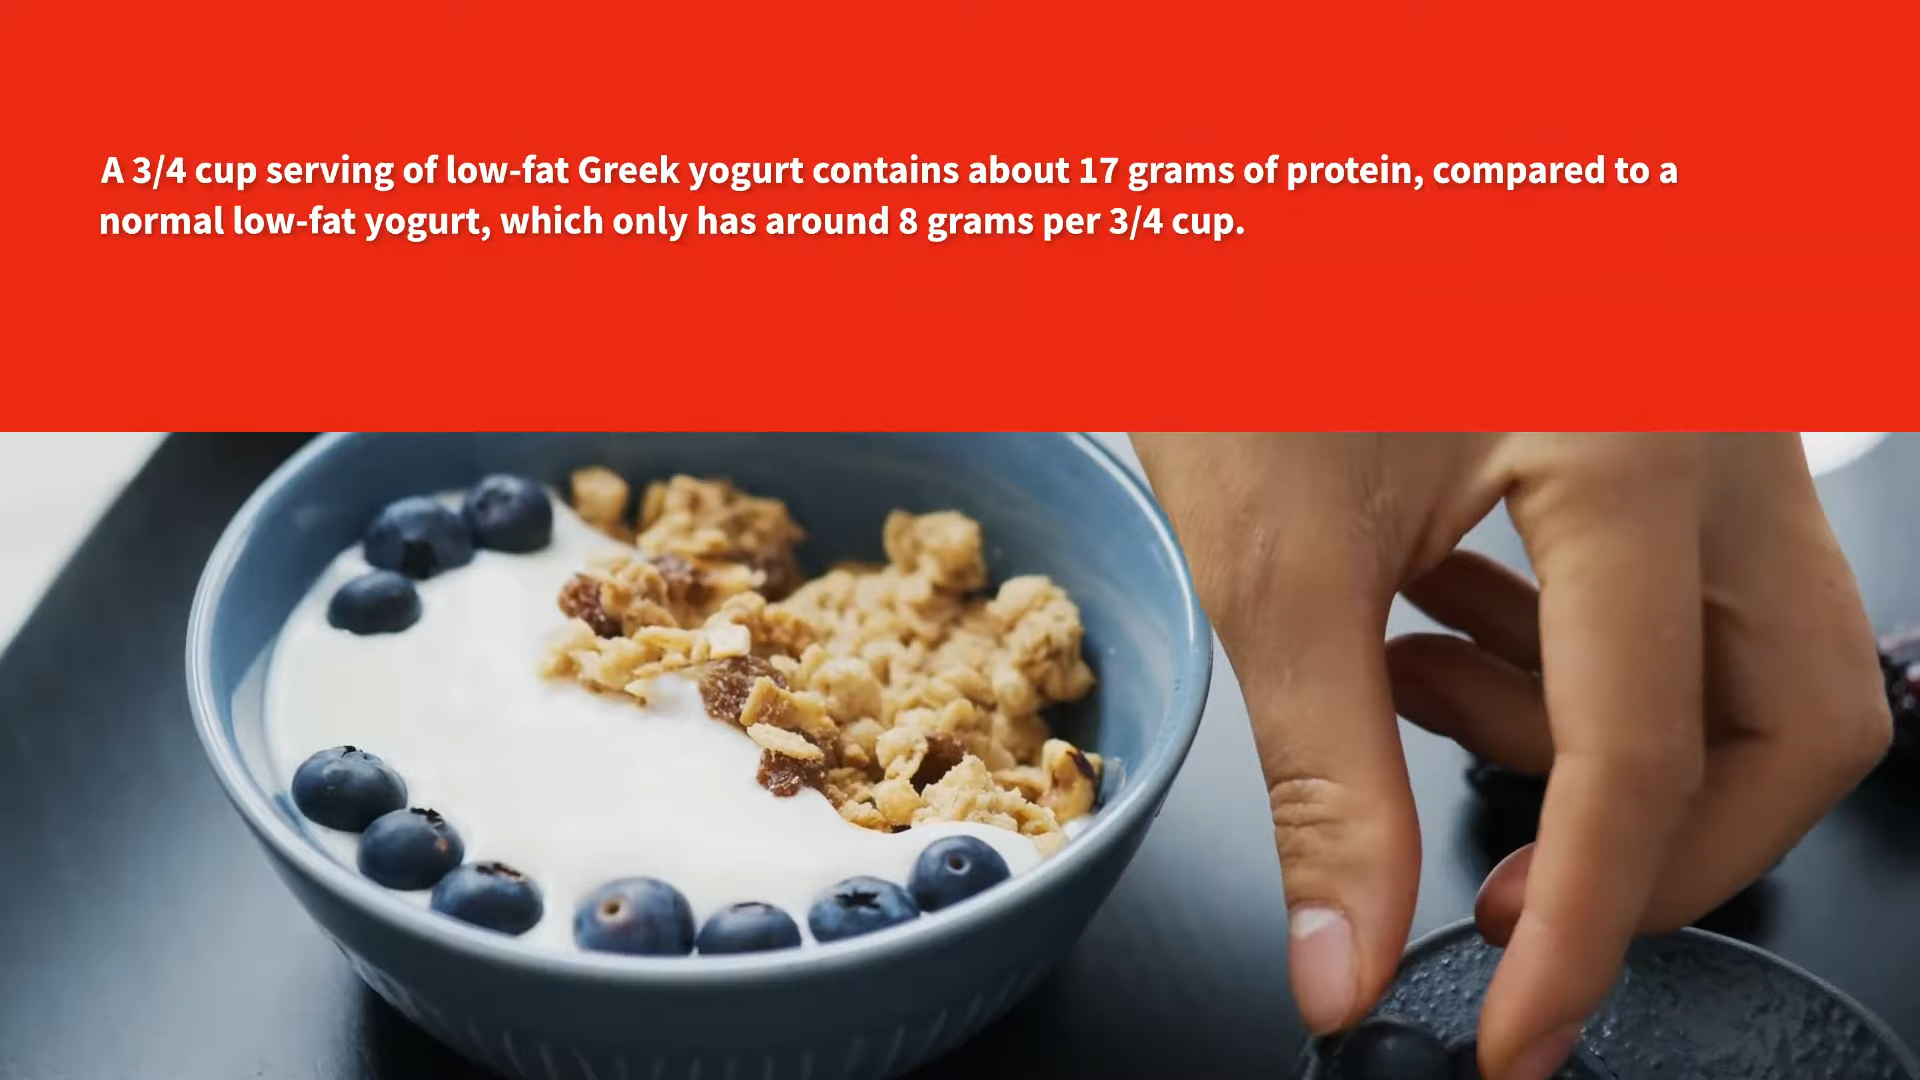 A 3/4 cup serving of low-fat Greek yogurt contains about 17 grams of protein, compared to a
normal low-fat yogurt, which only has around 8 grams per 3/4 cup.